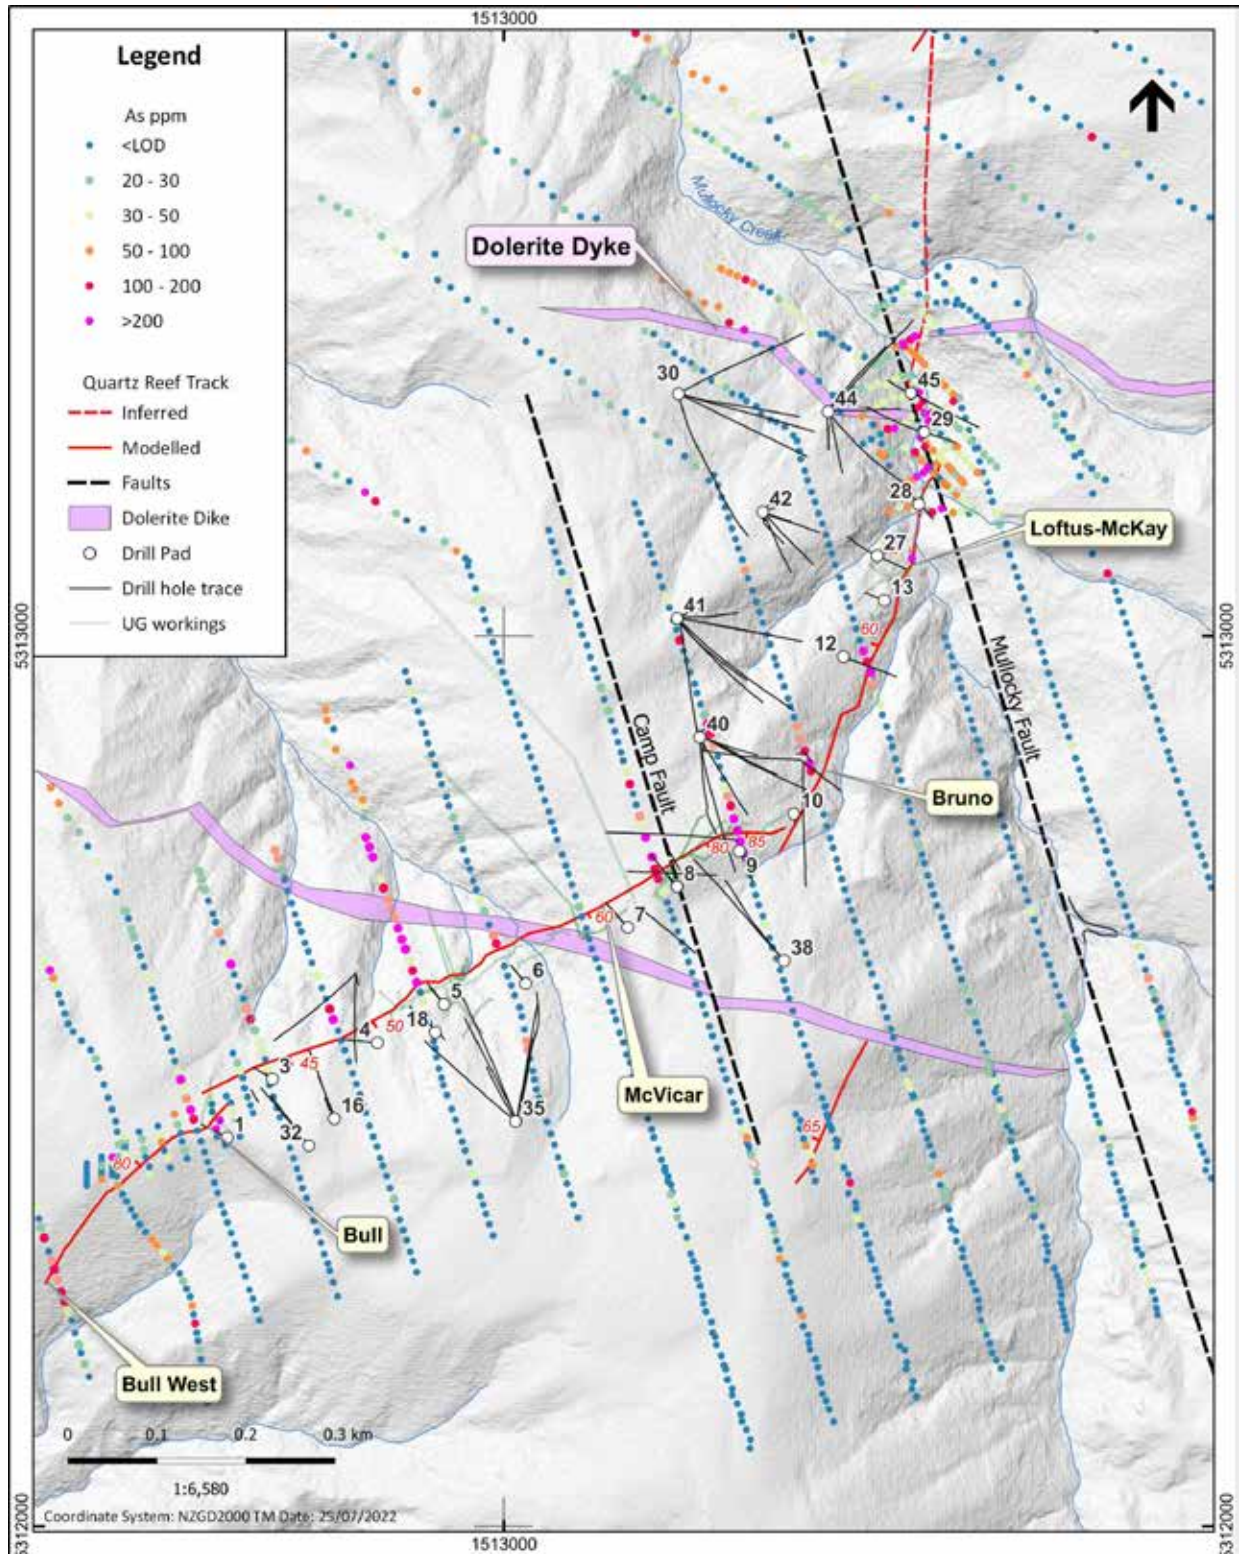 1513000
Legend
As ppm
<LOD
20 - 30
30 - 50
50 - 100
100 - 200
>200
Quartz Reef Track
Inferred
Modelled
Faults
Dolerite Dike
Drill Pad
Drill hole trace
UG workings
Mullocky Creek
Dolerite Dyke
30
44
45
29
28
42
27
Loftus-McKay
13
41
12
60
5313000
5313000
Mullocky Fault
Camp Fault
40
Bruno
10
80
85
9
8
60
7
38
6
5
18
50
4
3
45
McVicar
16
35
32
1
65
80
Bull
Bull West
0 0.1 0.2 0.3 km
1:6,580
Coordinate System: NZGD2000 TM Date: 25/07/2022
5312000
5312000
1513000